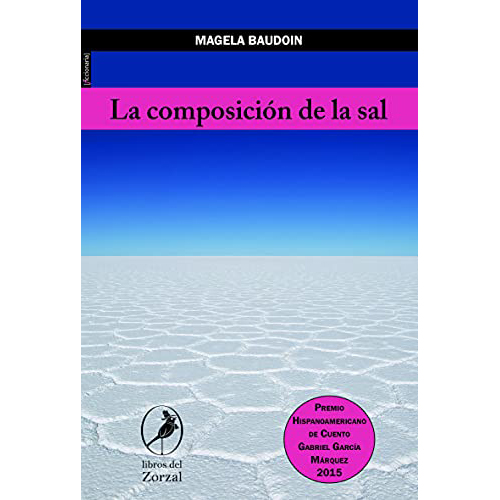 MAGELA BAUDOIN
[ficcionaria]
La composición de la sal
PREMIO
HISPANOAMERICANO
DE CUENTO
GABRIEL GARCÍA
MÁRQUEZ
2015
libros del
Zorzal